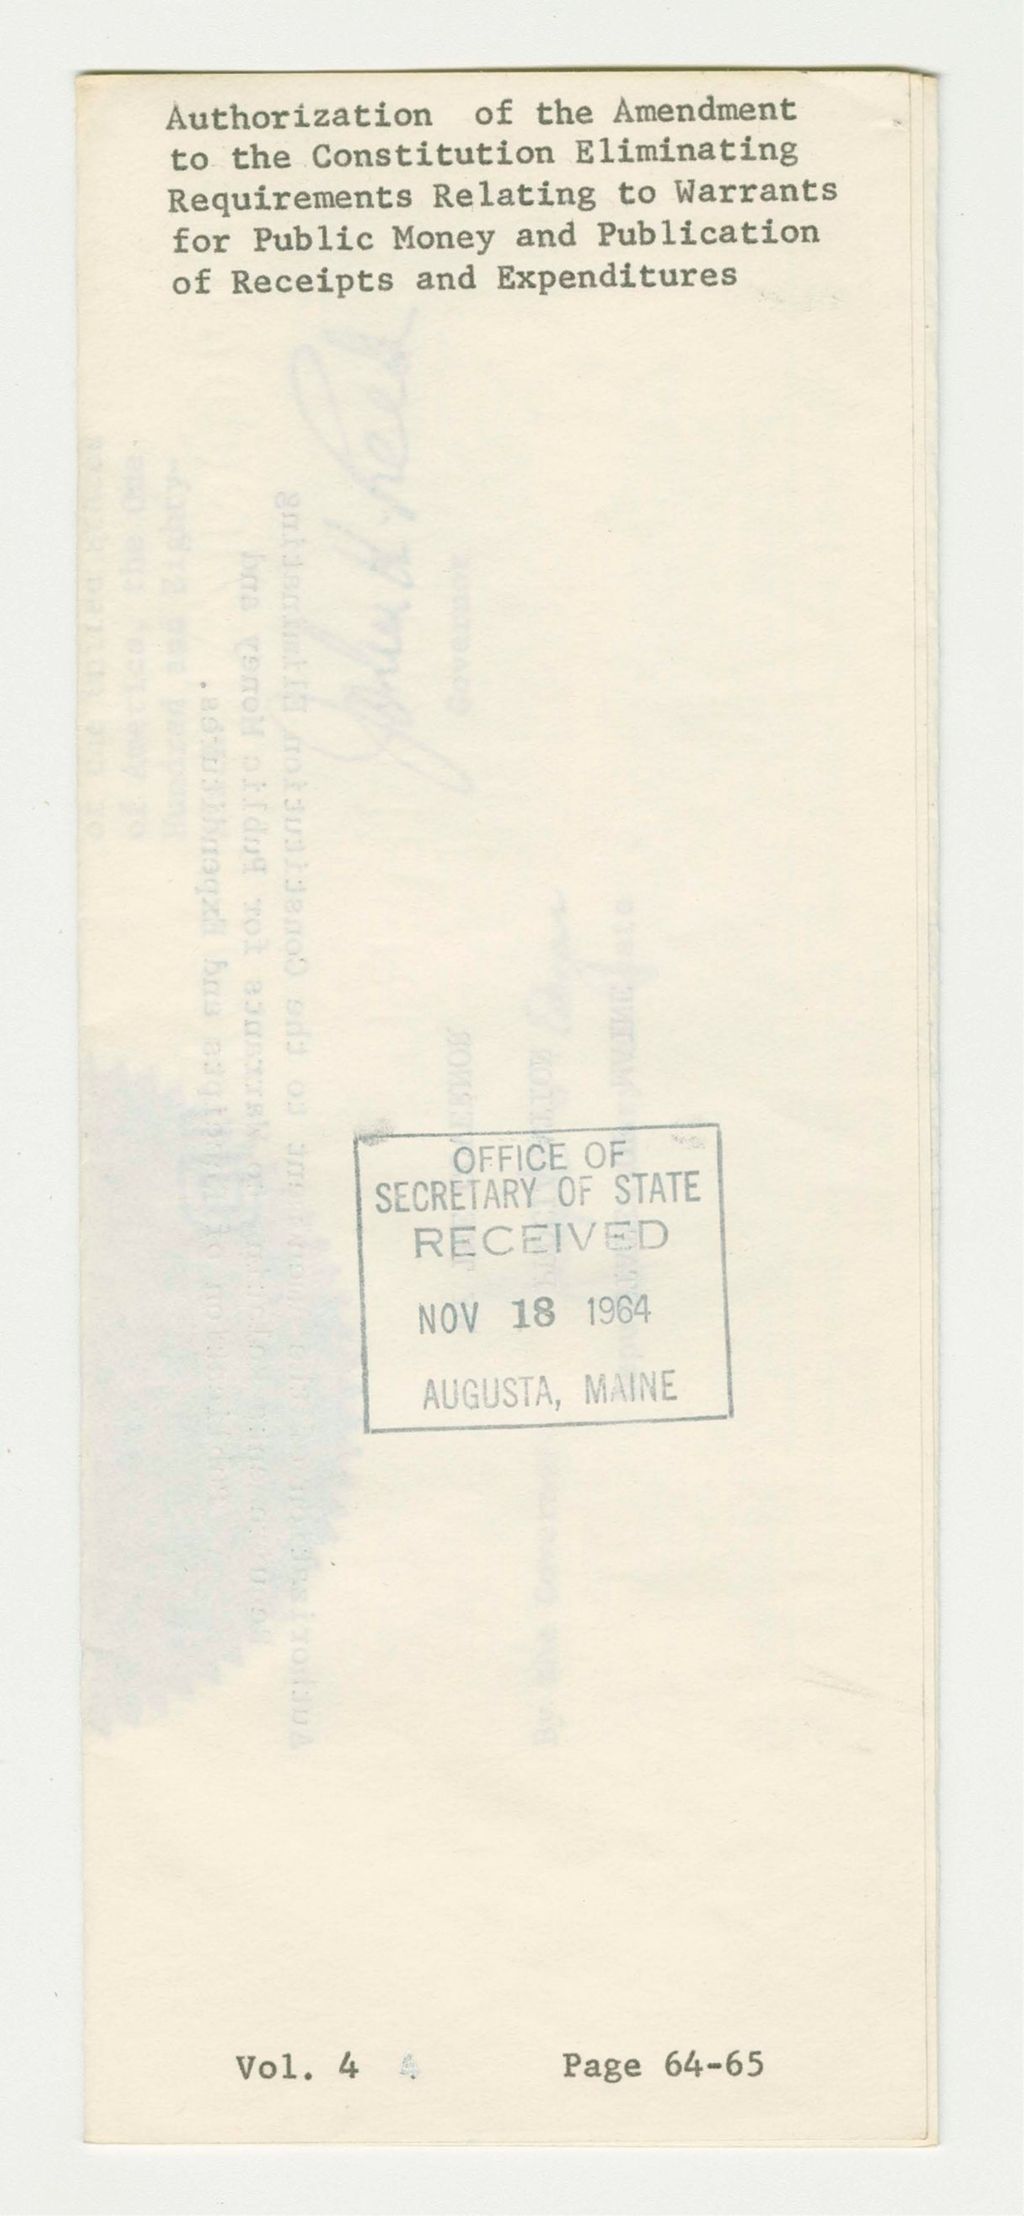 Authorization of the Amendment
to the Constitution Eliminating
Requirements Relating to Warrants
for Public Money and Publication
of Receipts and Expenditures
OFFICE OF
SECRETARY OF STATE
RECEIVED
NOV 18 1964
AUGUSTA, MAINE
Vol. 4 Page 64-65